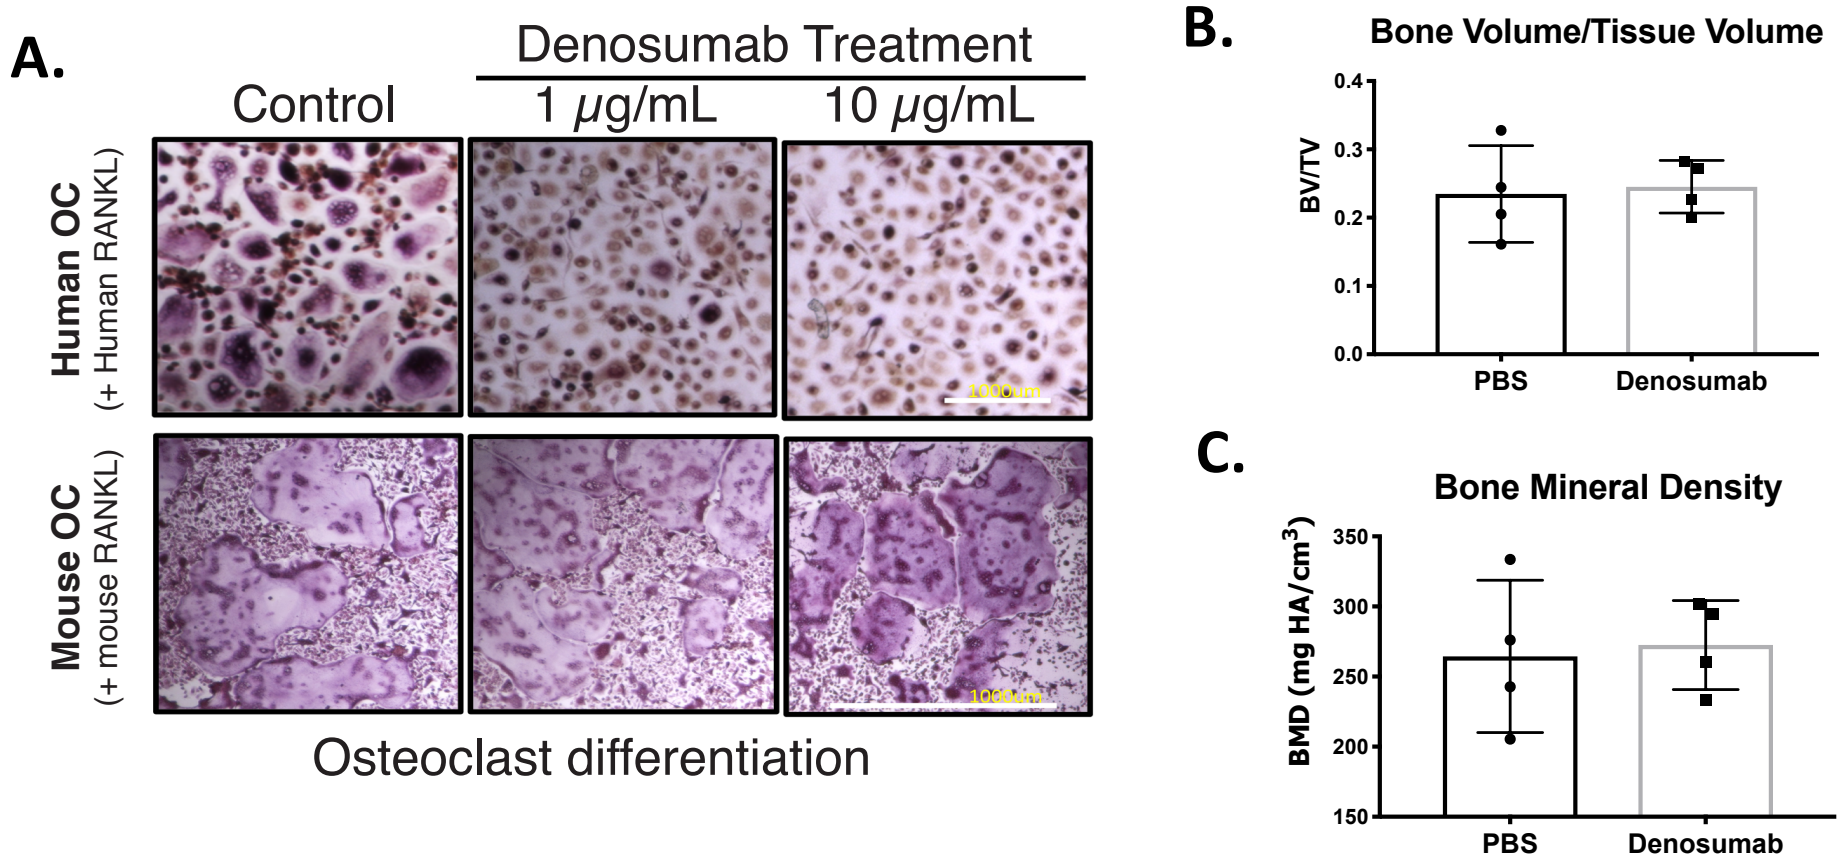 A.
Denosumab Treatment
Control
1 µg/mL
10 µg/mL
Human OC
(+ Human RANKL)
1000um
Mouse OC
(+ mouse RANKL)
1000um
Osteoclast differentiation
B.
Bone Volume/Tissue Volume
BV/TV
0.4
0.3
0.2
0.1
0.0
PBS
Denosumab
C.
Bone Mineral Density
BMD (mg HA/cm³)
350
300
250
200
150
PBS
Denosumab